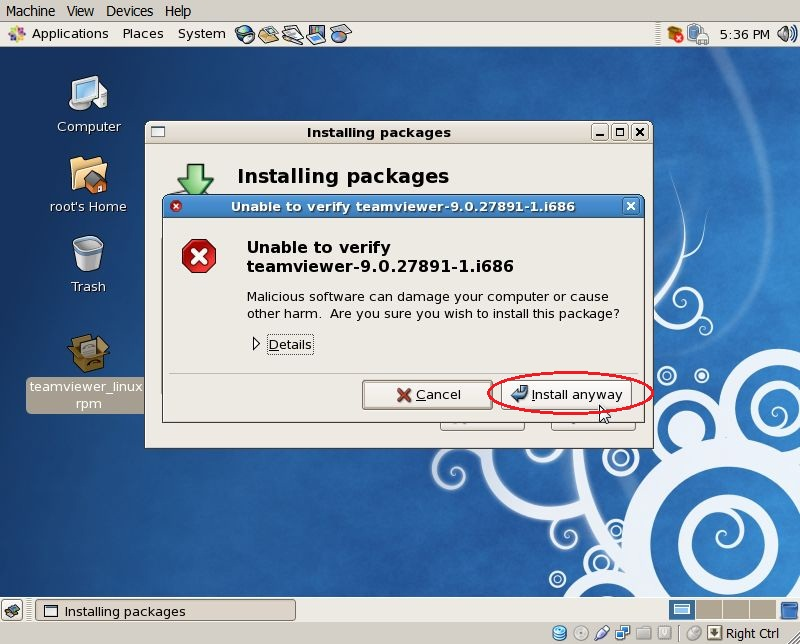 Machine View Devices Help
Applications Places System
5:36 PM
Computer
root's Home
Trash
teamviewer_linux
rpm
Installing packages
Installing packages
Unable to verify teamviewer-9.0.27891-1.i686
Unable to verify
teamviewer-9.0.27891-1.i686
Malicious software can damage your computer or cause
other harm. Are you sure you wish to install this package?
Details
Cancel
Install anyway
Installing packages
Right Ctrl